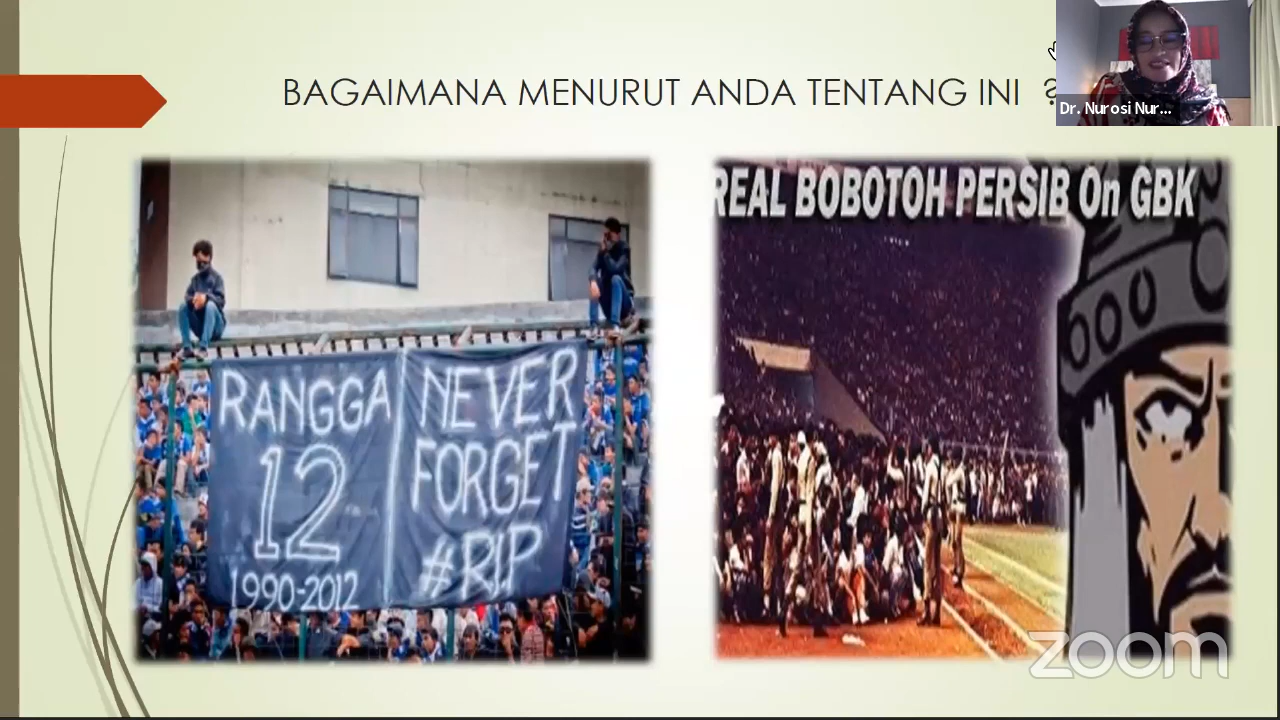 BAGAIMANA MENURUT ANDA TENTANG INI ?
Dr. Nurosi Nur...
RANGGA
12
1990-2012
NEVER
FORGET
#RIP
REAL BOBOTOH PERSIB On GBK
zoom